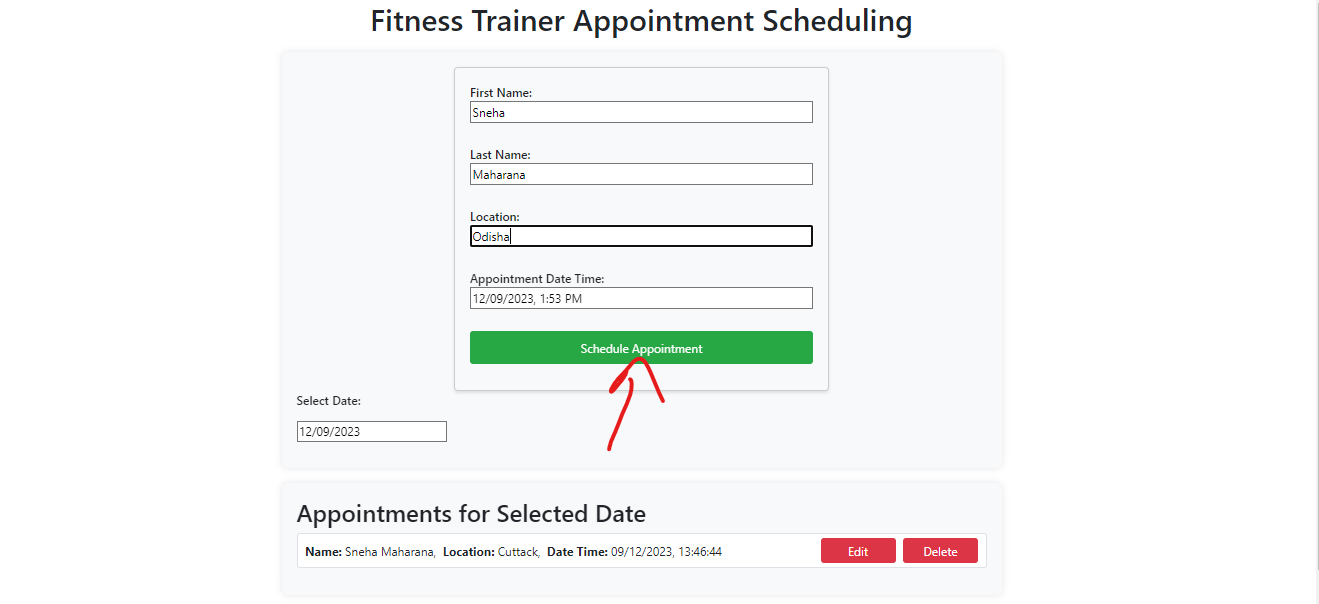 Fitness Trainer Appointment Scheduling
First Name:
Sneha
Last Name:
Maharana
Location:
Odisha
Appointment Date Time:
12/09/2023, 1:53 PM
Schedule Appointment
Select Date:
12/09/2023
Appointments for Selected Date
Name: Sneha Maharana, Location: Cuttack, Date Time: 09/12/2023, 13:46:44 Edit Delete